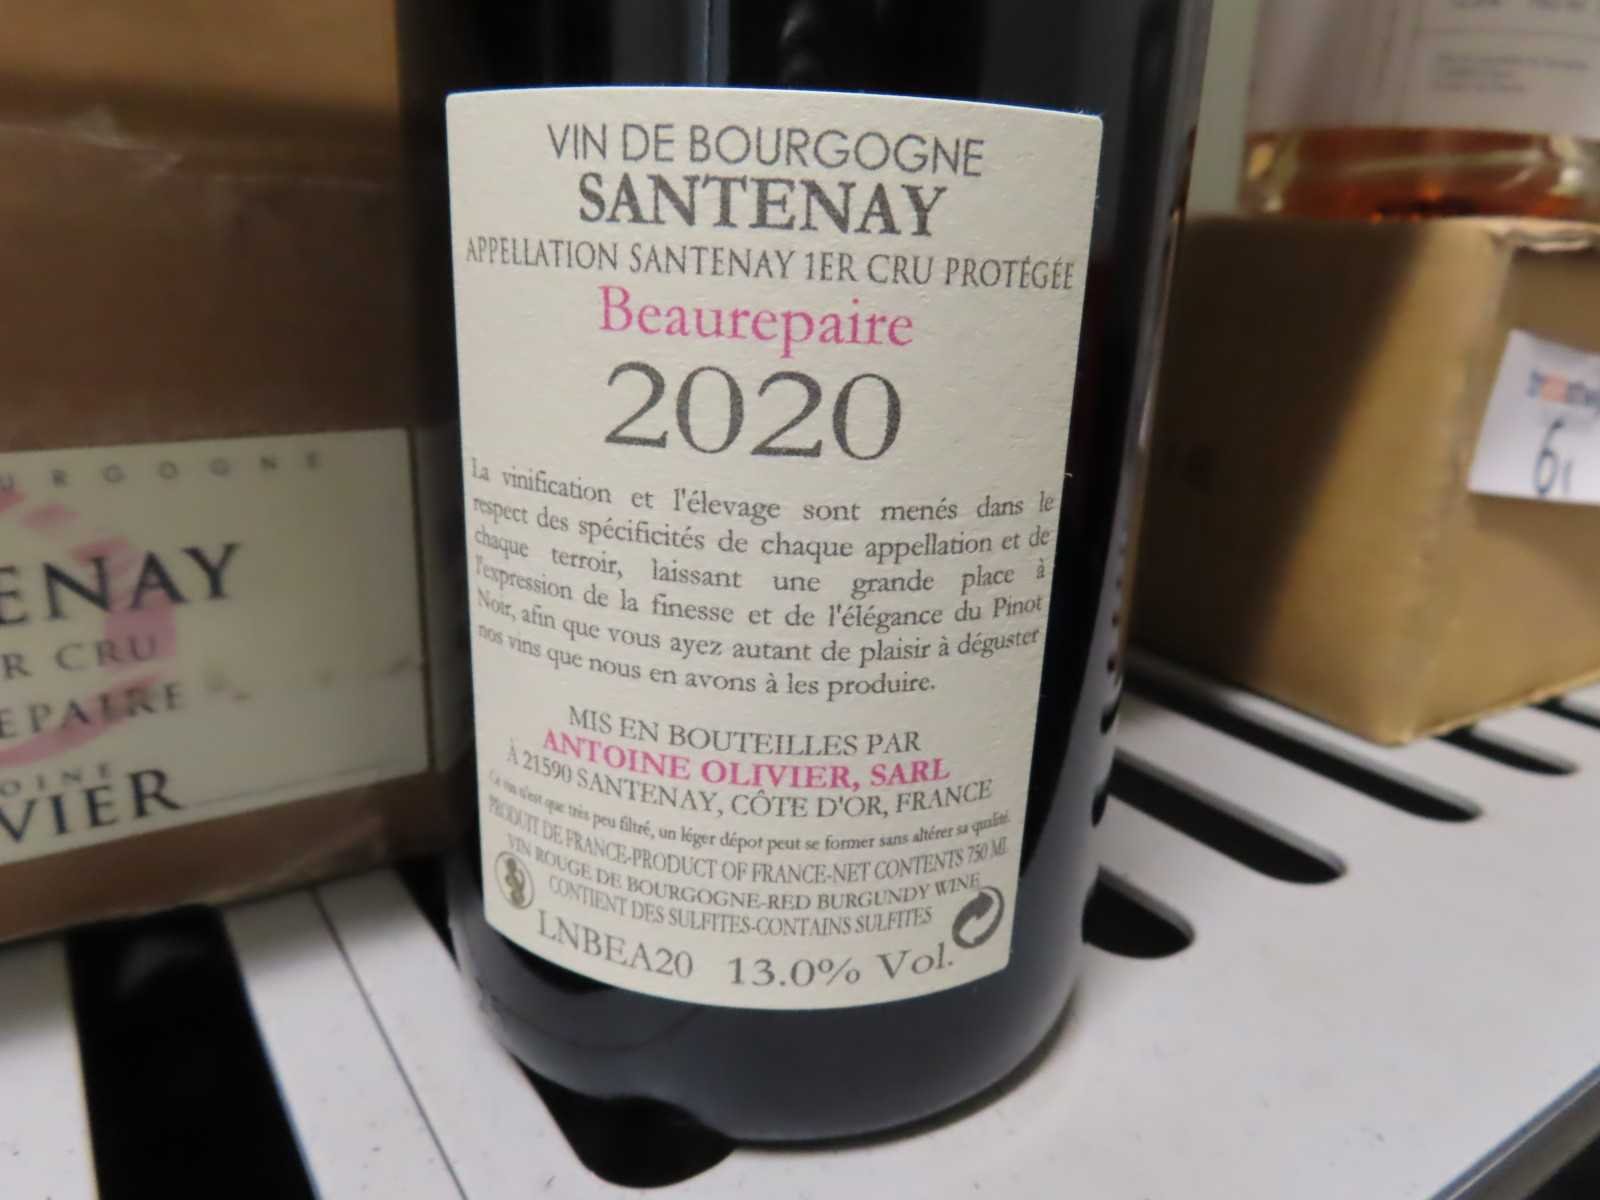 VIN DE BOURGOGNE
SANTENAY
APPELLATION SANTENAY 1ER CRU PROTÉGÉE
Beaurepaire
2020
La vinification et l'élevage sont menés dans le
respect des spécificités de chaque appellation et de
chaque terroir, laissant une grande place à
l'expression de la finesse et de l'élégance du Pinot
Noir, afin que vous ayez autant de plaisir à déguster
nos vins que nous en avons à les produire.
MIS EN BOUTEILLES PAR
ANTOINE OLIVIER, SARL
À 21590 SANTENAY, CÔTE D'OR, FRANCE
Ce vin n'est que très peu filtré, un léger dépot peut se former sans altérer sa qualité.
PRODUIT DE FRANCE-PRODUCT OF FRANCE-NET CONTENTS 750 ML
VIN ROUGE DE BOURGOGNE-RED BURGUNDY WINE
CONTIENT DES SULFITES-CONTAINS SULFITES
LNBEA20 13.0% Vol.
URGOGNE
ENAY
R CRU
EPAIRE
OINE
VIER
6,